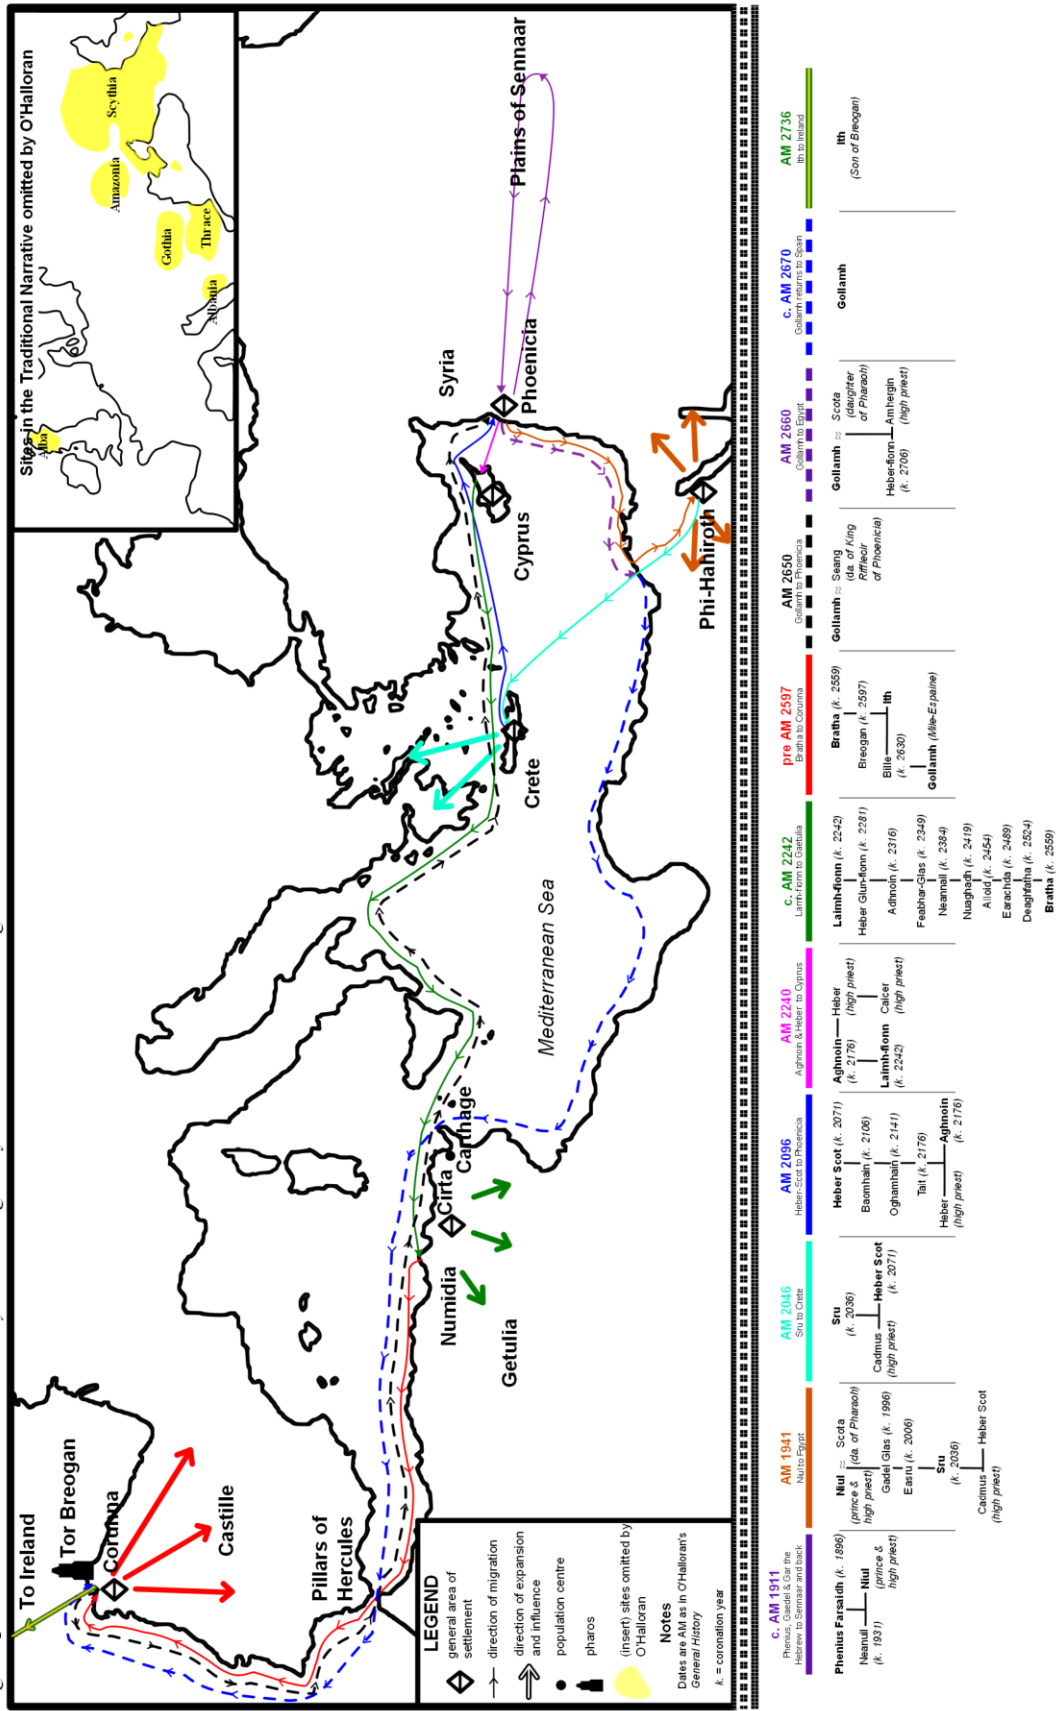 Sites in the Traditional Narrative omitted by O'Halloran
Alba
Albania
Gothia
Thrace
Amazonia
Scythia
To Ireland
Tor Breogan
Corunna
Castille
Pillars of
Hercules
Numidia
Getulia
Cirta
Carthage
Mediterranean Sea
Crete
Cyprus
Syria
Phoenicia
Phi-Hahiroth
Plains of Sennaar
LEGEND
general area of
settlement
direction of migration
direction of expansion
and influence
population centre
pharos
(insert) sites omitted by
O'Halloran
Notes
Dates are AM as in O'Halloran's
General History
k. = coronation year
c. AM 1911
Phenius, Gaedel & Gar the
Hebrew to Sennaar and back
Phenius Farsaidh (k. 1896)
Neanuil Niul
(k. 1931) (prince &
high priest)
AM 1941
Niul to Egypt
Niul ≈ Scota
(prince & (da. of Pharaoh)
high priest)
Gadel Glas (k. 1996)
Easru (k. 2006)
Sru
(k. 2036)
Cadmus Heber Scot
(high priest)
AM 2046
Sru to Crete
Sru
(k. 2036)
Cadmus Heber Scot
(high priest) (k. 2071)
AM 2096
Heber-Scot to Phoenicia
Heber Scot (k. 2071)
Baomhain (k. 2106)
Oghamhain (k. 2141)
Tait (k. 2176)
Heber Aghnoin
(high priest) (k. 2176)
AM 2240
Aghnoin & Heber to Cyprus
Aghnoim Heber
(k. 2176) (high priest)
Laimh-fionn Calcer
(k. 2242) (high priest)
c. AM 2242
Lamh-fionn to Gaetulia
Laimh-fionn (k. 2242)
Heber Glun-fionn (k. 2281)
Adhnoin (k. 2316)
Feabhar-Glas (k. 2349)
Neannail (k. 2384)
Nuaghadh (k. 2419)
Alloid (k. 2454)
Earachda (k. 2489)
Deaghfatha (k. 2524)
Bratha (k. 2559)
pre AM 2597
Bratha to Corunna
Bratha (k. 2559)
Breogan (k. 2597)
Bille Ith
(k. 2630)
Gollamh (Mile-Espaine)
AM 2650
Gollamh to Phoenicia
Gollamh ≈ Seang
(da. of King
Riffleoir
of Phoenicia)
AM 2660
Gollamh to Egypt
Gollamh ≈ Scota
(daughter
of Pharaoh)
Heber-fionn Amhergin
(k. 2706) (high priest)
c. AM 2670
Gollamh returns to Spain
Gollamh
AM 2736
Ith to Ireland
Ith
(Son of Breogan)